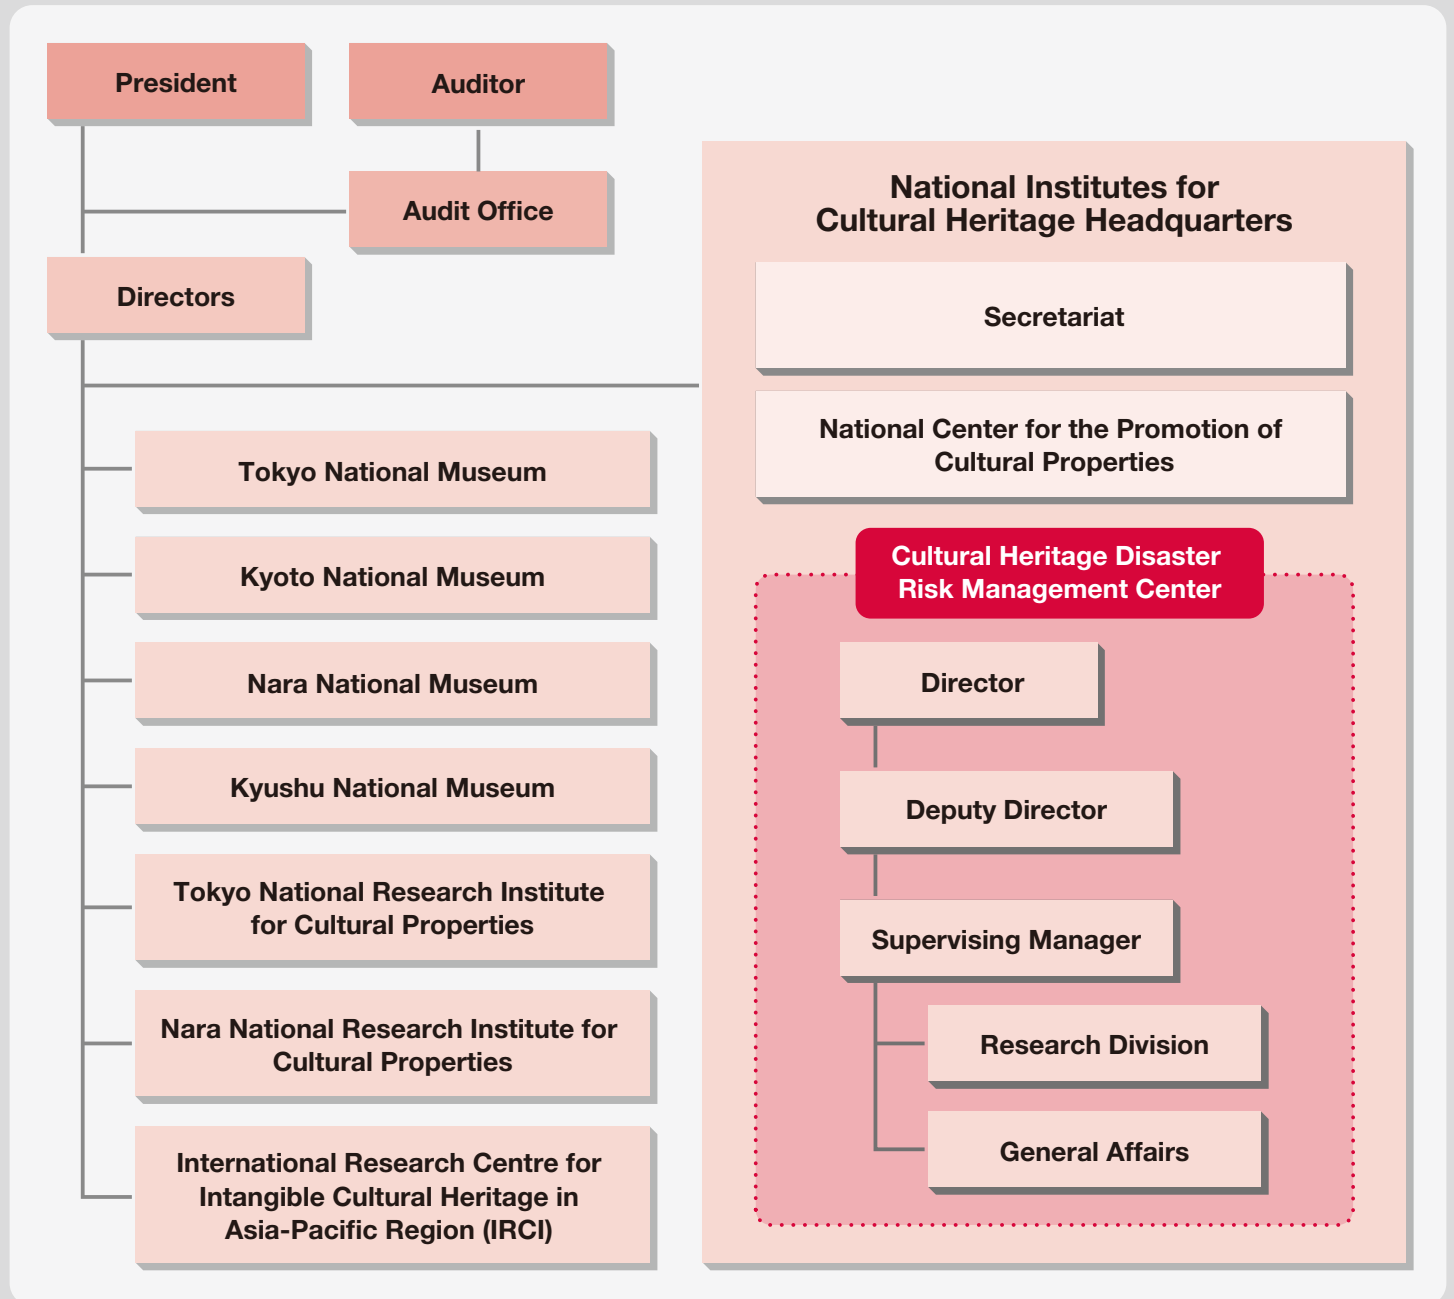 President
Auditor
Audit Office
Directors
Tokyo National Museum
Kyoto National Museum
Nara National Museum
Kyushu National Museum
Tokyo National Research Institute
for Cultural Properties
Nara National Research Institute for
Cultural Properties
International Research Centre for
Intangible Cultural Heritage in
Asia-Pacific Region (IRCI)
National Institutes for
Cultural Heritage Headquarters
Secretariat
National Center for the Promotion of
Cultural Properties
Cultural Heritage Disaster
Risk Management Center
Director
Deputy Director
Supervising Manager
Research Division
General Affairs